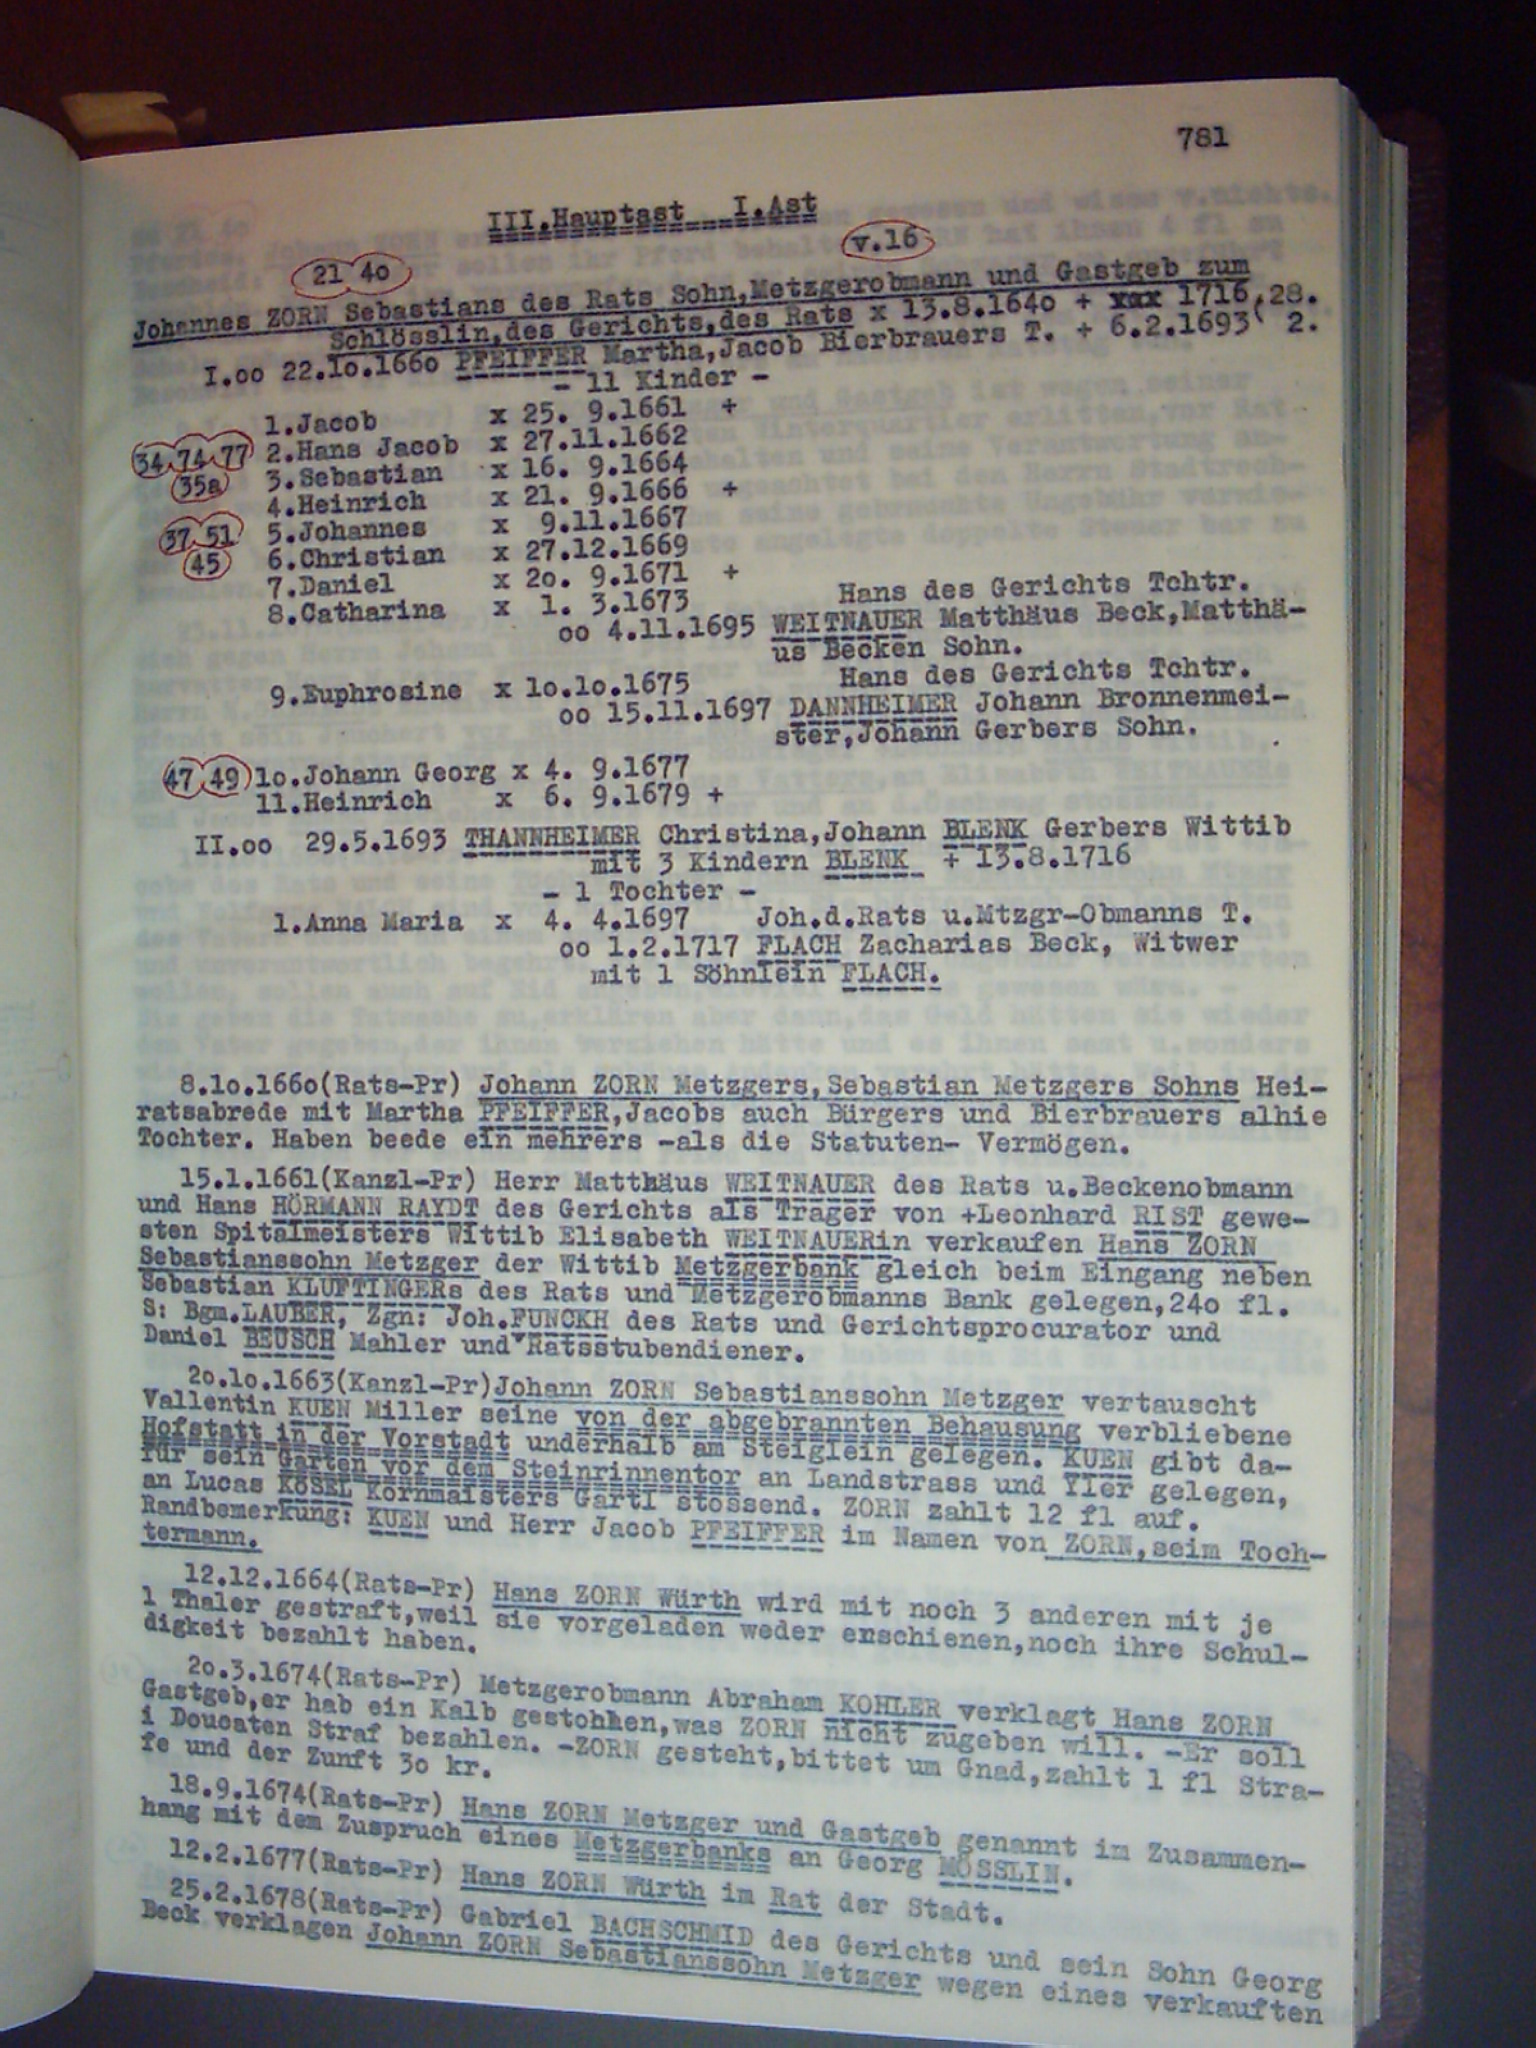 781
III.Hauptast I.Ast
21 4o
v.16
Johannes ZORN Sebastians des Rats Sohn,Metzgerobmann und Gastgeb zum
Schlösslin,des Gerichts,des Rats x 13.8.164o + xxx 1716,28.
I.oo 22.1o.166o PFEIFFER Martha,Jacob Bierbrauers T. + 6.2.1693( 2.
- 11 Kinder -
1.Jacob x 25. 9.1661 +
34 74 77 2.Hans Jacob x 27.11.1662
35a 3.Sebastian x 16. 9.1664
4.Heinrich x 21. 9.1666 +
37 51 5.Johannes x 9.11.1667
45 6.Christian x 27.12.1669
7.Daniel x 2o. 9.1671 +
8.Catharina x 1. 3.1673 Hans des Gerichts Tchtr.
oo 4.11.1695 WEITNAUER Matthäus Beck,Matthä-
us Becken Sohn.
9.Euphrosine x 1o.1o.1675 Hans des Gerichts Tchtr.
oo 15.11.1697 DANNHEIMER Johann Bronnenmei-
ster,Johann Gerbers Sohn.
47 49 1o.Johann Georg x 4. 9.1677
11.Heinrich x 6. 9.1679 +
II.oo 29.5.1693 THANNHEIMER Christina,Johann BLENK Gerbers Wittib
mit 3 Kindern BLENK + 13.8.1716
- 1 Tochter -
1.Anna Maria x 4. 4.1697 Joh.d.Rats u.Mtzgr-Obmanns T.
oo 1.2.1717 FLACH Zacharias Beck, Witwer
mit 1 Söhnlein FLACH.
8.1o.166o(Rats-Pr) Johann ZORN Metzgers,Sebastian Metzgers Sohns Hei-
ratsabrede mit Martha PFEIFFER,Jacobs auch Bürgers und Bierbrauers alhie
Tochter. Haben beede ein mehrers -als die Statuten- Vermögen.
15.1.1661(Kanzl-Pr) Herr Matthäus WEITNAUER des Rats u.Beckenobmann
und Hans HÖRMANN RAYDT des Gerichts als Träger von +Leonhard RIST gewe-
sten Spitalmeisters Wittib Elisabeth WEITNAUERin verkaufen Hans ZORN
Sebastianssohn Metzger der Wittib Metzgerbank gleich beim Eingang neben
Sebastian KLUFTINGERs des Rats und Metzgerobmanns Bank gelegen,24o fl.
S: Bgm.LAUBER, Zgn: Joh.FUNCKH des Rats und Gerichtsprocurator und
Daniel BEUSCH Mahler und Ratsstubendiener.
2o.1o.1663(Kanzl-Pr)Johann ZORN Sebastianssohn Metzger vertauscht
Vallentin KUEN Miller seine von der abgebrannten Behausung verbliebene
Hofstatt in der Vorstadt underhalb am Steiglein gelegen. KUEN gibt da-
für sein Garten vor dem Steinrinnentor an Landstrass und Iler gelegen,
an Lucas KÖSEL Kornmaisters Gartl stossend. ZORN zahlt 12 fl auf.
Randbemerkung: KUEN und Herr Jacob PFEIFFER im Namen von ZORN,seim Toch-
termann.
12.12.1664(Rats-Pr) Hans ZORN Würth wird mit noch 3 anderen mit je
1 Thaler gestraft,weil sie vorgeladen weder erschienen,noch ihre Schul-
digkeit bezahlt haben.
2o.3.1674(Rats-Pr) Metzgerobmann Abraham KOHLER verklagt Hans ZORN
Gastgeb,er hab ein Kalb gestohlen,was ZORN nicht zugeben will. -Er soll
1 Doucaten Straf bezahlen. -ZORN gesteht,bittet um Gnad,zahlt 1 fl Stra-
fe und der Zunft 3o kr.
18.9.1674(Rats-Pr) Hans ZORN Metzger und Gastgeb genannt im Zusammen-
hang mit dem Zuspruch eines Metzgerbanks an Georg MÖSSLIN.
12.2.1677(Rats-Pr) Hans ZORN Würth im Rat der Stadt.
25.2.1678(Rats-Pr) Gabriel BACHSCHMID des Gerichts und sein Sohn Georg
Beck verklagen Johann ZORN Sebastianssohn Metzger wegen eines verkauften